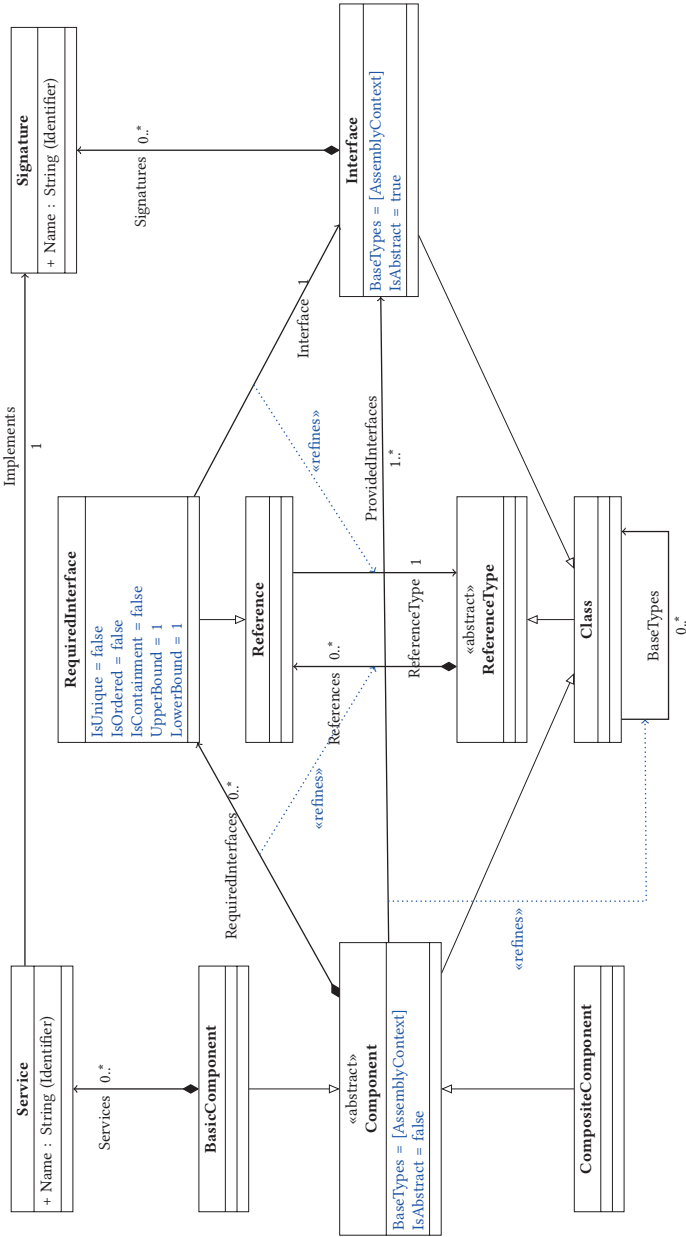 Service
+ Name : String (Identifier)
Implements
1
Signature
+ Name : String (Identifier)
Services 0..*
RequiredInterface
IsUnique = false
IsOrdered = false
IsContainment = false
UpperBound = 1
LowerBound = 1
Signatures 0..*
BasicComponent
RequiredInterfaces 0..*
Reference
Interface 1
«refines»
«refines»
References 0..*
«abstract»
Component
BaseTypes = [AssemblyContext]
IsAbstract = false
ProvidedInterfaces
1..*
Interface
BaseTypes = [AssemblyContext]
IsAbstract = true
ReferenceType 1
«abstract»
ReferenceType
«refines»
CompositeComponent
Class
BaseTypes
0..*